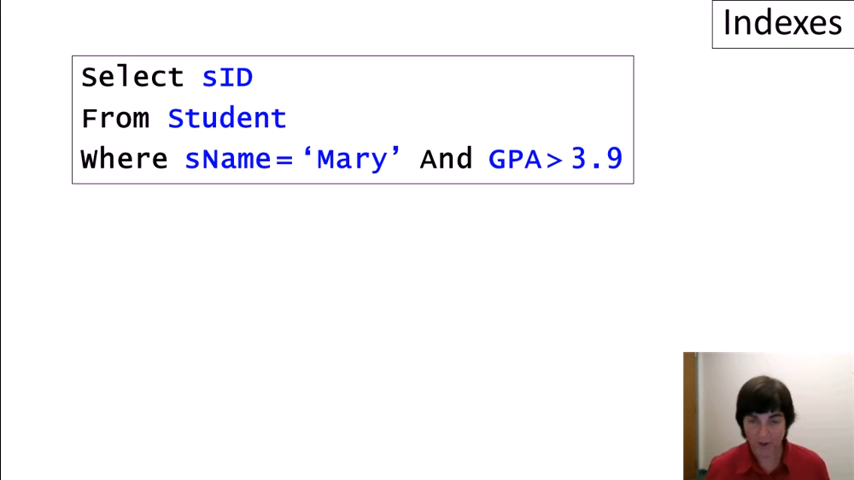 Indexes
Select sID
From Student
Where sName = ‘Mary’ And GPA > 3.9